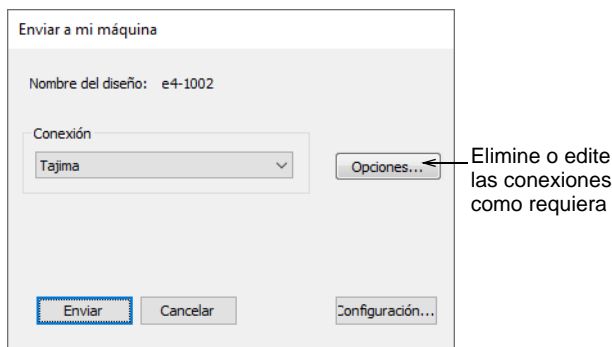 Enviar a mi máquina
Nombre del diseño: e4-1002
Conexión
Tajima
Opciones...
Elimine o edite
las conexiones
como requiera
Enviar
Cancelar
Configuración...